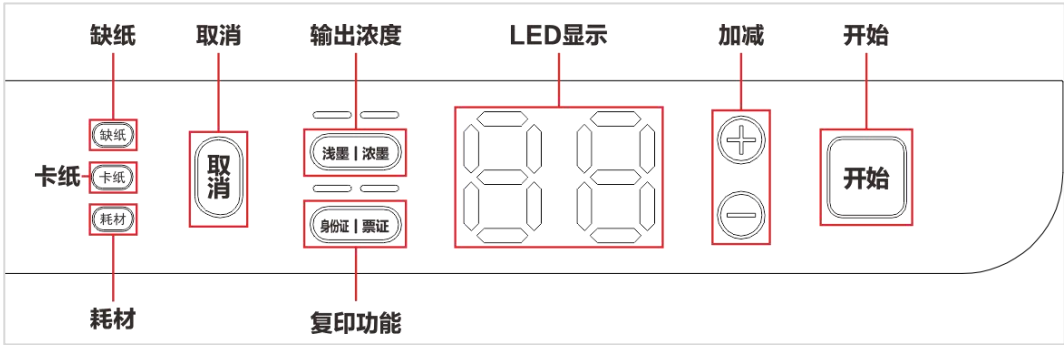 缺纸 取消 输出浓度 LED显示 加减 开始
缺纸
浅墨 | 浓墨
取消
开始
卡纸 卡纸
耗材
身份证 | 票证
耗材 复印功能